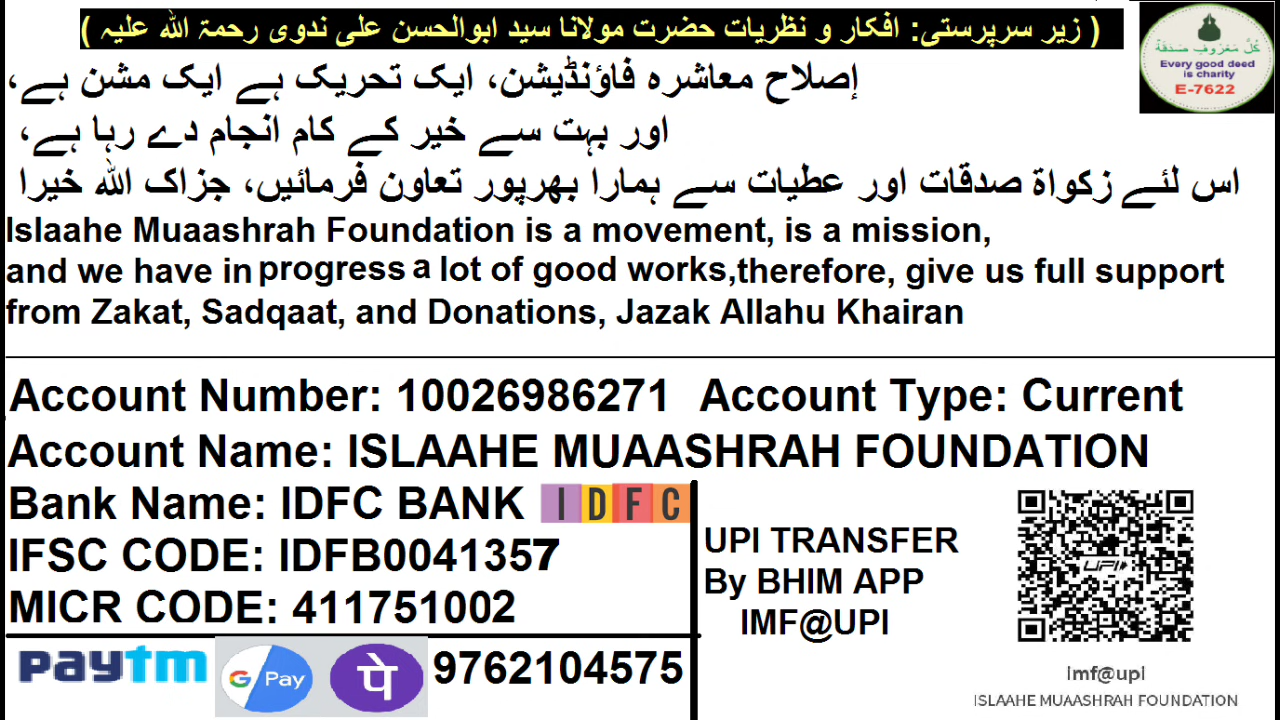 ( زیر سرپرستی: افکار و نظریات حضرت مولانا سید ابوالحسن علی ندوی رحمۃ اللہ علیہ )
كُلُّ مَعْرُوفٍ صَدَقَةٌ
Every good deed
is charity
E-7622
إصلاح معاشرہ فاؤنڈیشن، ایک تحریک ہے ایک مشن ہے،
اور بہت سے خیر کے کام انجام دے رہا ہے،
اس لئے زکواة صدقات اور عطیات سے ہمارا بھرپور تعاون فرمائیں، جزاک اللہ خیرا
Islaahe Muaashrah Foundation is a movement, is a mission,
and we have in progress a lot of good works,therefore, give us full support
from Zakat, Sadqaat, and Donations, Jazak Allahu Khairan
Account Number: 10026986271 Account Type: Current
Account Name: ISLAAHE MUAASHRAH FOUNDATION
Bank Name: IDFC BANK IDFC
IFSC CODE: IDFB0041357
MICR CODE: 411751002
UPI TRANSFER
By BHIM APP
IMF@UPI
UPI
imf@upi
ISLAAHE MUAASHRAH FOUNDATION
paytm G Pay पे 9762104575